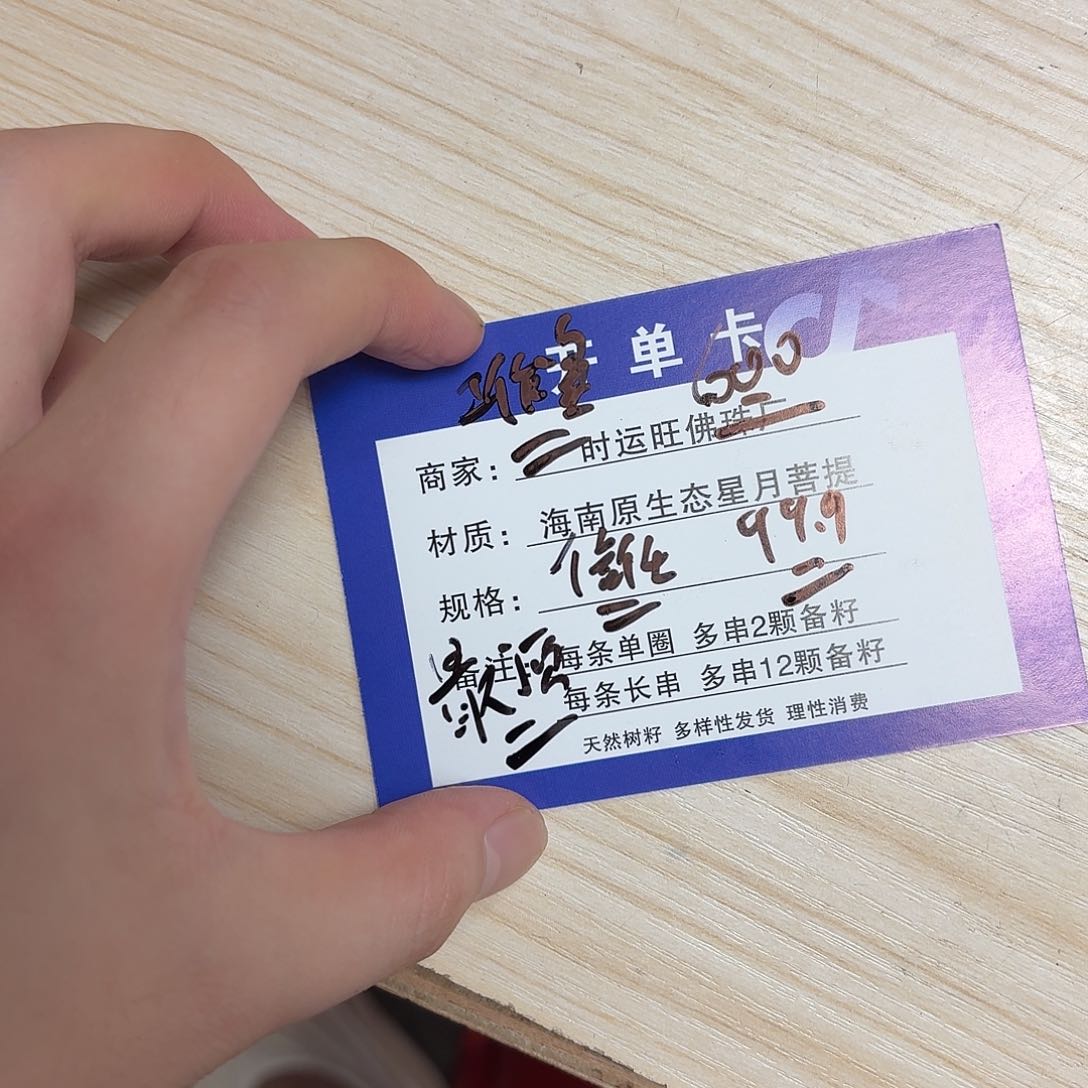 开单卡
600
商家： 时运旺佛珠厂
材质： 海南原生态星月菩提
99.9
规格：
备注： 每条单圈 多串2颗备籽
每条长串 多串12颗备籽
天然树籽 多样性发货 理性消费